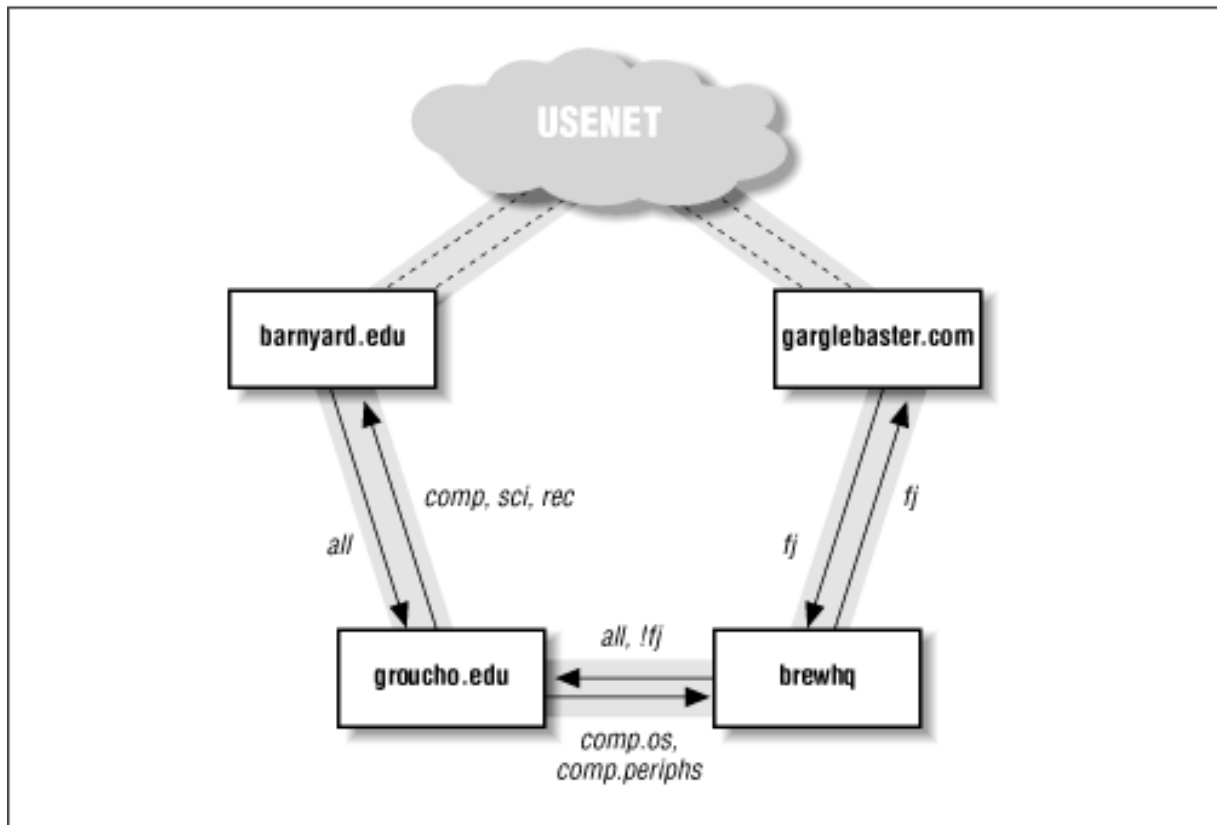 USENET
barnyard.edu
garglebaster.com
comp, sci, rec
fj
all
fj
all, !fj
groucho.edu
brewhq
comp.os,
comp.periphs